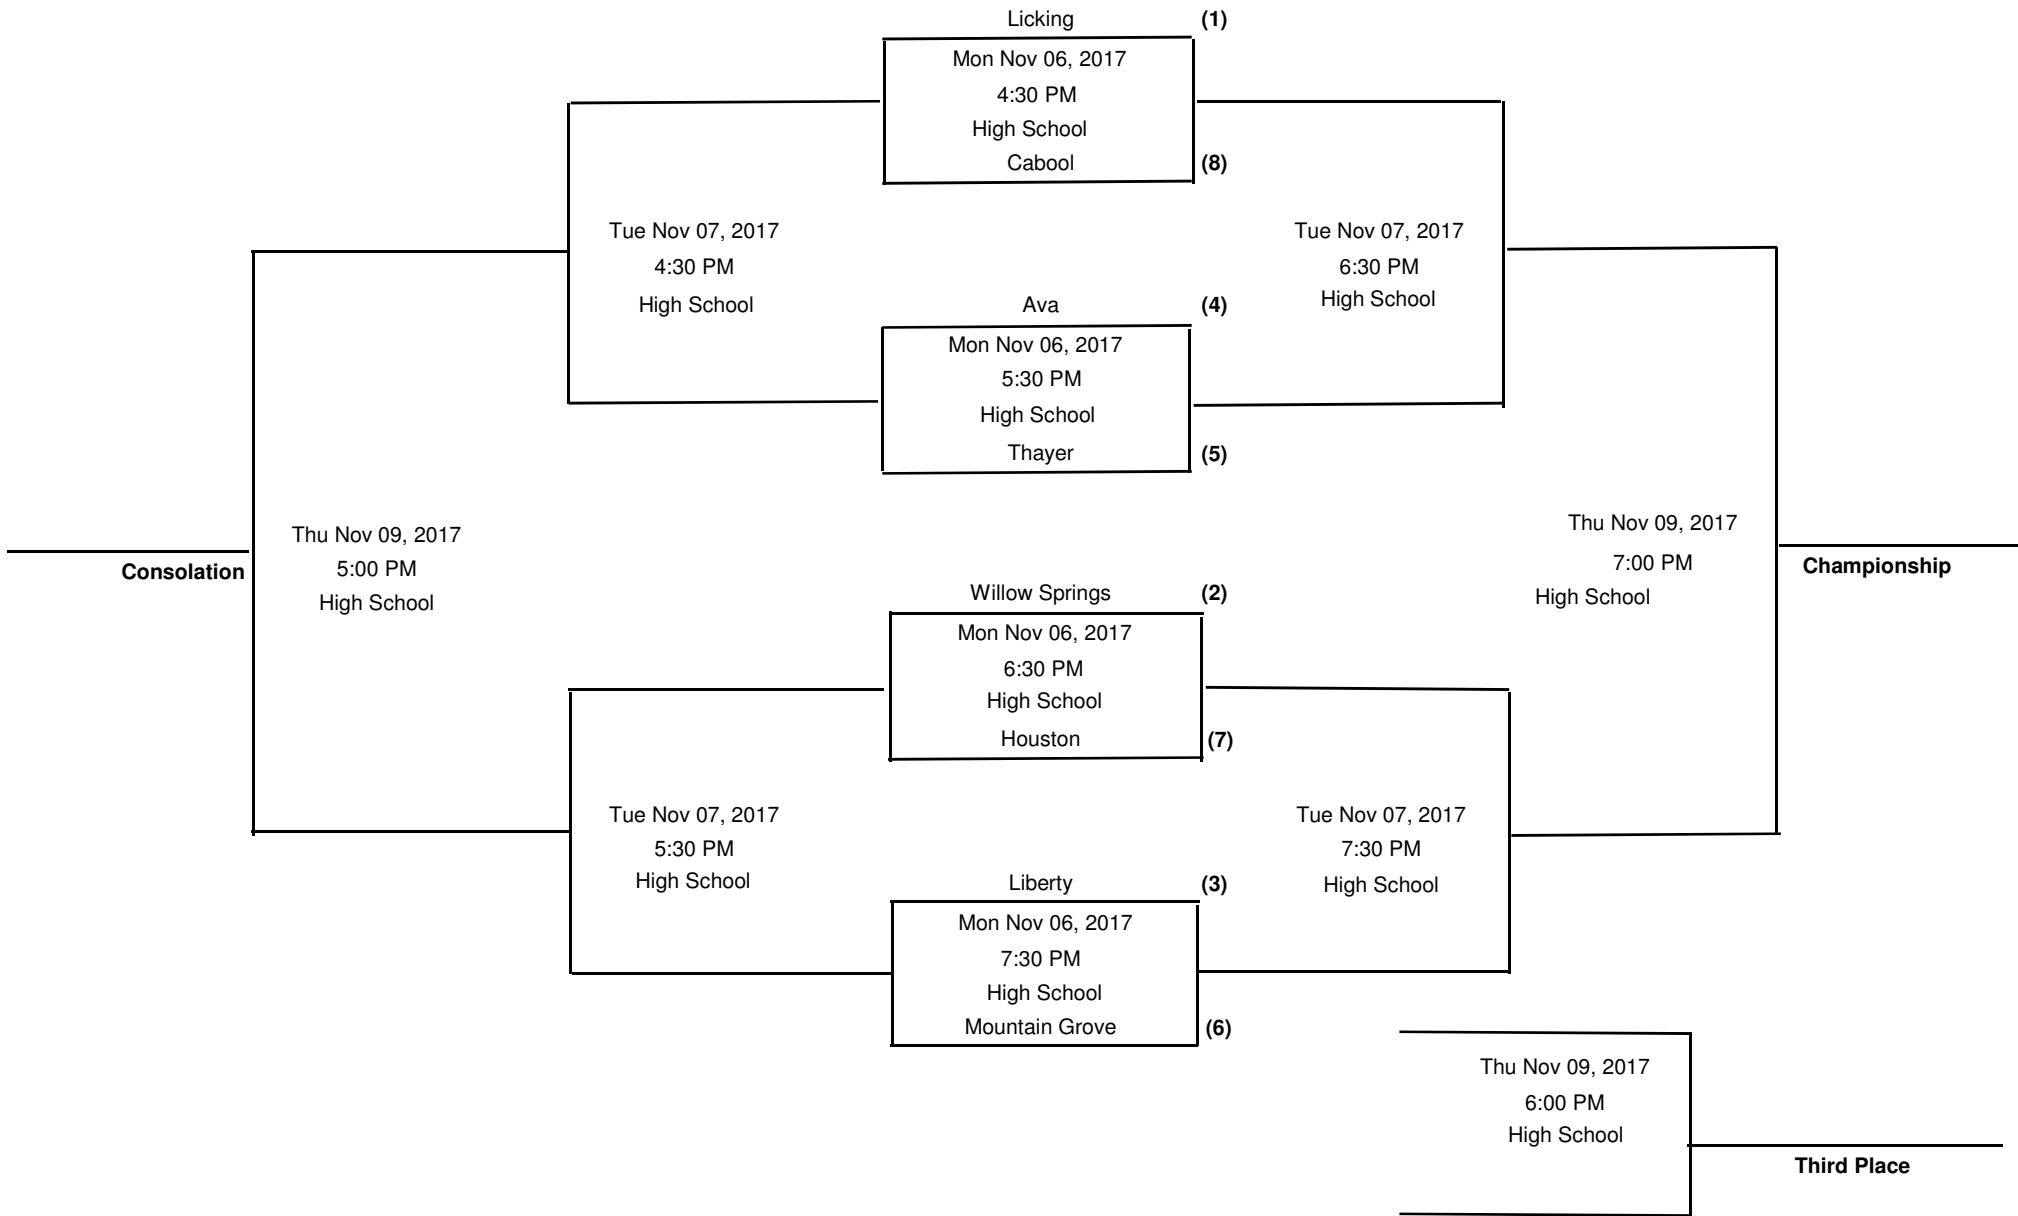 Licking (1)
Mon Nov 06, 2017
4:30 PM
High School
Cabool (8)
Tue Nov 07, 2017
4:30 PM
High School
Tue Nov 07, 2017
6:30 PM
High School
Ava (4)
Mon Nov 06, 2017
5:30 PM
High School
Thayer (5)
Thu Nov 09, 2017
5:00 PM
High School
Consolation
Thu Nov 09, 2017
7:00 PM
High School
Championship
Willow Springs (2)
Mon Nov 06, 2017
6:30 PM
High School
Houston (7)
Tue Nov 07, 2017
5:30 PM
High School
Tue Nov 07, 2017
7:30 PM
High School
Liberty (3)
Mon Nov 06, 2017
7:30 PM
High School
Mountain Grove (6)
Thu Nov 09, 2017
6:00 PM
High School
Third Place